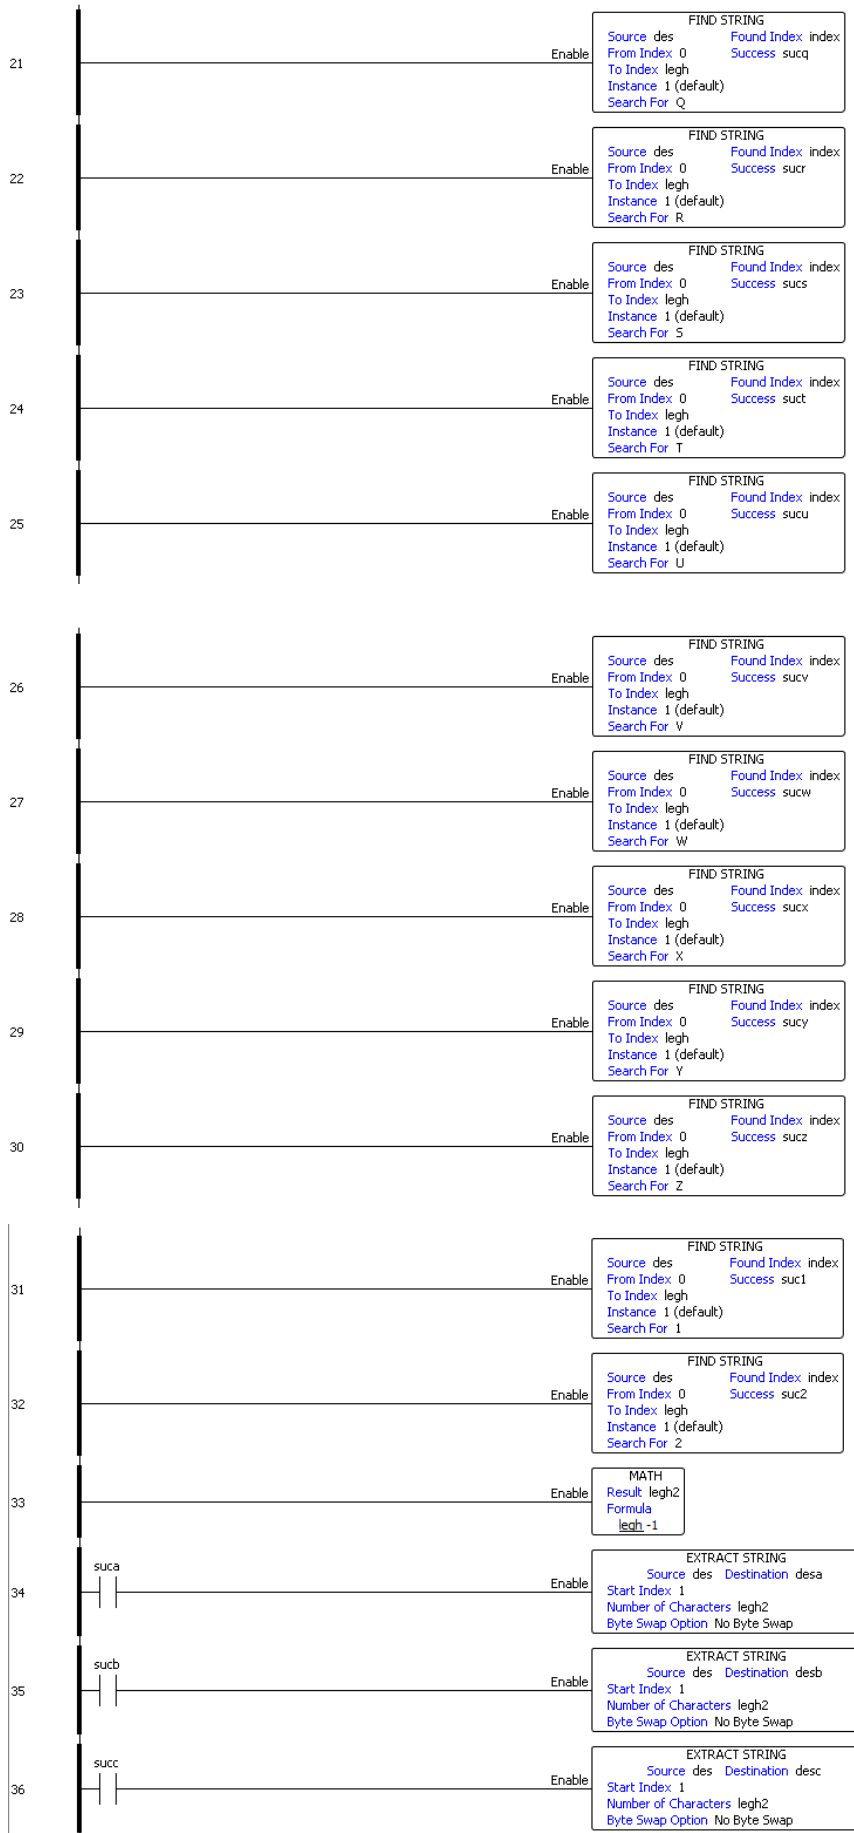 21
Enable
FIND STRING
Source des Found Index index
From Index 0 Success sucq
To Index legh
Instance 1 (default)
Search For Q
22
Enable
FIND STRING
Source des Found Index index
From Index 0 Success sucr
To Index legh
Instance 1 (default)
Search For R
23
Enable
FIND STRING
Source des Found Index index
From Index 0 Success sucs
To Index legh
Instance 1 (default)
Search For S
24
Enable
FIND STRING
Source des Found Index index
From Index 0 Success suct
To Index legh
Instance 1 (default)
Search For T
25
Enable
FIND STRING
Source des Found Index index
From Index 0 Success sucu
To Index legh
Instance 1 (default)
Search For U
26
Enable
FIND STRING
Source des Found Index index
From Index 0 Success sucv
To Index legh
Instance 1 (default)
Search For V
27
Enable
FIND STRING
Source des Found Index index
From Index 0 Success sucw
To Index legh
Instance 1 (default)
Search For W
28
Enable
FIND STRING
Source des Found Index index
From Index 0 Success sucx
To Index legh
Instance 1 (default)
Search For X
29
Enable
FIND STRING
Source des Found Index index
From Index 0 Success sucy
To Index legh
Instance 1 (default)
Search For Y
30
Enable
FIND STRING
Source des Found Index index
From Index 0 Success sucz
To Index legh
Instance 1 (default)
Search For Z
31
Enable
FIND STRING
Source des Found Index index
From Index 0 Success suc1
To Index legh
Instance 1 (default)
Search For 1
32
Enable
FIND STRING
Source des Found Index index
From Index 0 Success suc2
To Index legh
Instance 1 (default)
Search For 2
33
Enable
MATH
Result legh2
Formula
legh -1
34
suca
Enable
EXTRACT STRING
Source des Destination desa
Start Index 1
Number of Characters legh2
Byte Swap Option No Byte Swap
35
sucb
Enable
EXTRACT STRING
Source des Destination desb
Start Index 1
Number of Characters legh2
Byte Swap Option No Byte Swap
36
succ
Enable
EXTRACT STRING
Source des Destination desc
Start Index 1
Number of Characters legh2
Byte Swap Option No Byte Swap